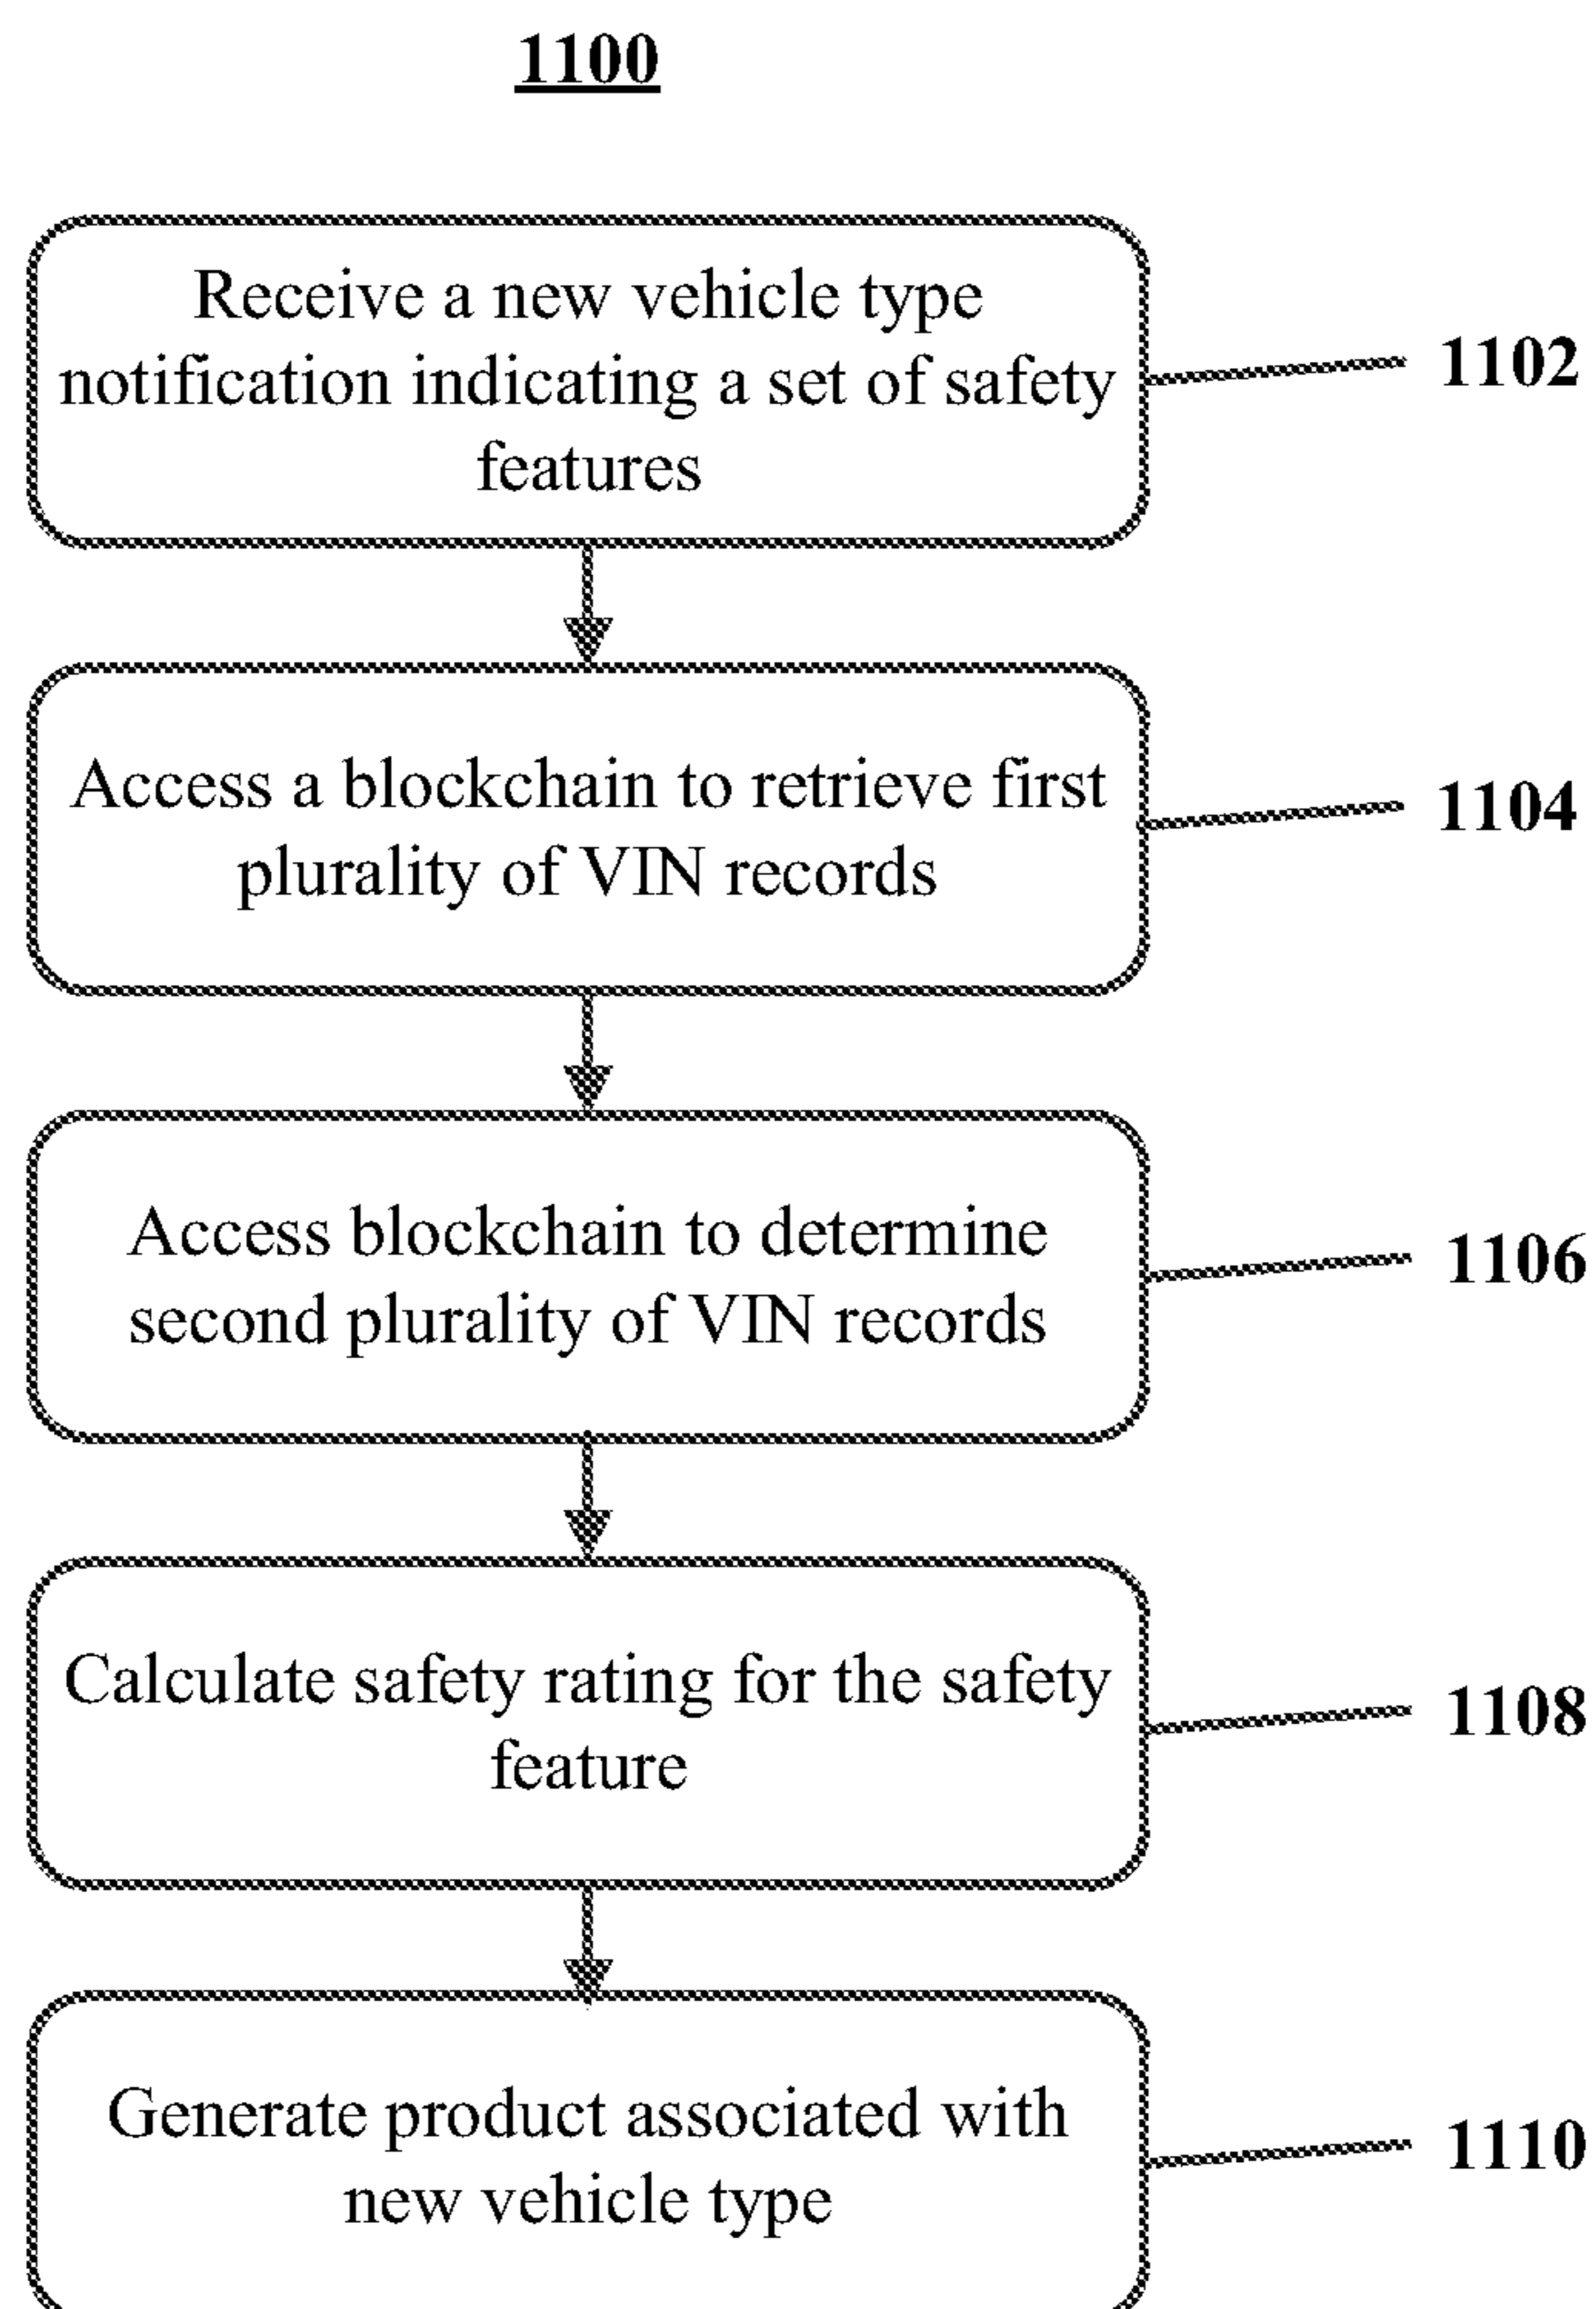 1100
Receive a new vehicle type
notification indicating a set of safety
features
1102
Access a blockchain to retrieve first
plurality of VIN records
1104
Access blockchain to determine
second plurality of VIN records
1106
Calculate safety rating for the safety
feature
1108
Generate product associated with
new vehicle type
1110